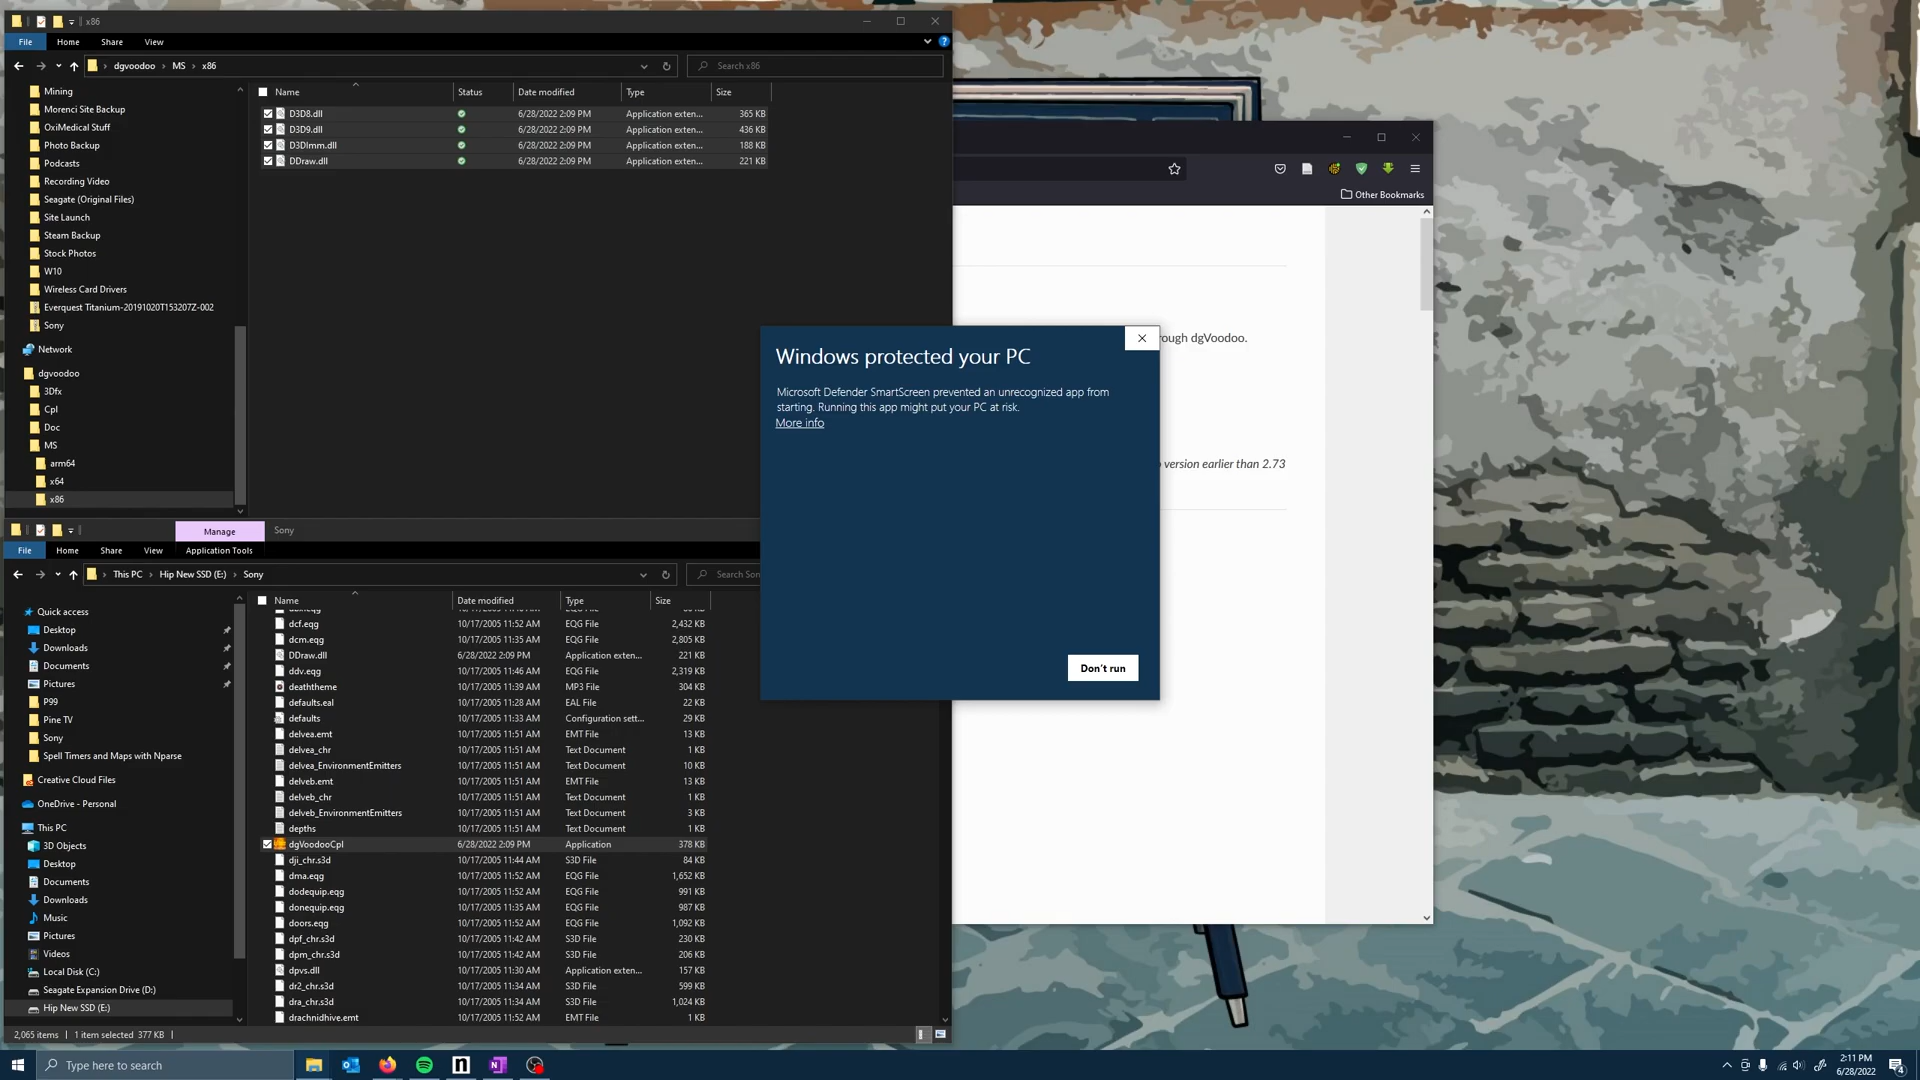 x86
File Home Share View
dgvoodoo MS x86
Search x86
Mining
Morenci Site Backup
OxiMedical Stuff
Photo Backup
Podcasts
Recording Video
Seagate (Original Files)
Site Launch
Steam Backup
Stock Photos
W10
Wireless Card Drivers
Everquest Titanium-20191020T153207Z-002
Sony
Network
dgvoodoo
3Dfx
Cpl
Doc
MS
arm64
x64
x86
Name Status Date modified Type Size
D3D8.dll 6/28/2022 2:09 PM Application exten... 365 KB
D3D9.dll 6/28/2022 2:09 PM Application exten... 436 KB
D3DImm.dll 6/28/2022 2:09 PM Application exten... 188 KB
DDraw.dll 6/28/2022 2:09 PM Application exten... 221 KB
Other Bookmarks
rough dgVoodoo.
version earlier than 2.73
Windows protected your PC
Microsoft Defender SmartScreen prevented an unrecognized app from
starting. Running this app might put your PC at risk.
More info
Don't run
Manage Sony
File Home Share View Application Tools
This PC Hip New SSD (E:) Sony
Search Son
Quick access
Desktop
Downloads
Documents
Pictures
P99
Pine TV
Sony
Spell Timers and Maps with Nparse
Creative Cloud Files
OneDrive - Personal
This PC
3D Objects
Desktop
Documents
Downloads
Music
Pictures
Videos
Local Disk (C:)
Seagate Expansion Drive (D:)
Hip New SSD (E:)
Name Date modified Type Size
dcf.eqg 10/17/2005 11:52 AM EQG File 2,432 KB
dcm.eqg 10/17/2005 11:35 AM EQG File 2,805 KB
DDraw.dll 6/28/2022 2:09 PM Application exten... 221 KB
ddv.eqg 10/17/2005 11:46 AM EQG File 2,319 KB
deaththeme 10/17/2005 11:39 AM MP3 File 304 KB
defaults.eal 10/17/2005 11:28 AM EAL File 22 KB
defaults 10/17/2005 11:33 AM Configuration sett... 29 KB
delvea.emt 10/17/2005 11:51 AM EMT File 13 KB
delvea_chr 10/17/2005 11:51 AM Text Document 1 KB
delvea_EnvironmentEmitters 10/17/2005 11:51 AM Text Document 10 KB
delveb.emt 10/17/2005 11:51 AM EMT File 13 KB
delveb_chr 10/17/2005 11:51 AM Text Document 1 KB
delveb_EnvironmentEmitters 10/17/2005 11:51 AM Text Document 3 KB
depths 10/17/2005 11:51 AM Text Document 1 KB
dgVoodooCpl 6/28/2022 2:09 PM Application 378 KB
dji_chr.s3d 10/17/2005 11:44 AM S3D File 84 KB
dma.eqg 10/17/2005 11:52 AM EQG File 1,652 KB
dodequip.eqg 10/17/2005 11:52 AM EQG File 991 KB
donequip.eqg 10/17/2005 11:35 AM EQG File 987 KB
doors.eqg 10/17/2005 11:52 AM EQG File 1,092 KB
dpf_chr.s3d 10/17/2005 11:42 AM S3D File 230 KB
dpm_chr.s3d 10/17/2005 11:42 AM S3D File 206 KB
dpvs.dll 10/17/2005 11:30 AM Application exten... 157 KB
dr2_chr.s3d 10/17/2005 11:34 AM S3D File 599 KB
dra_chr.s3d 10/17/2005 11:34 AM S3D File 1,024 KB
drachnidhive.emt 10/17/2005 11:52 AM EMT File 1 KB
2,065 items 1 item selected 377 KB
Type here to search
2:11 PM
6/28/2022